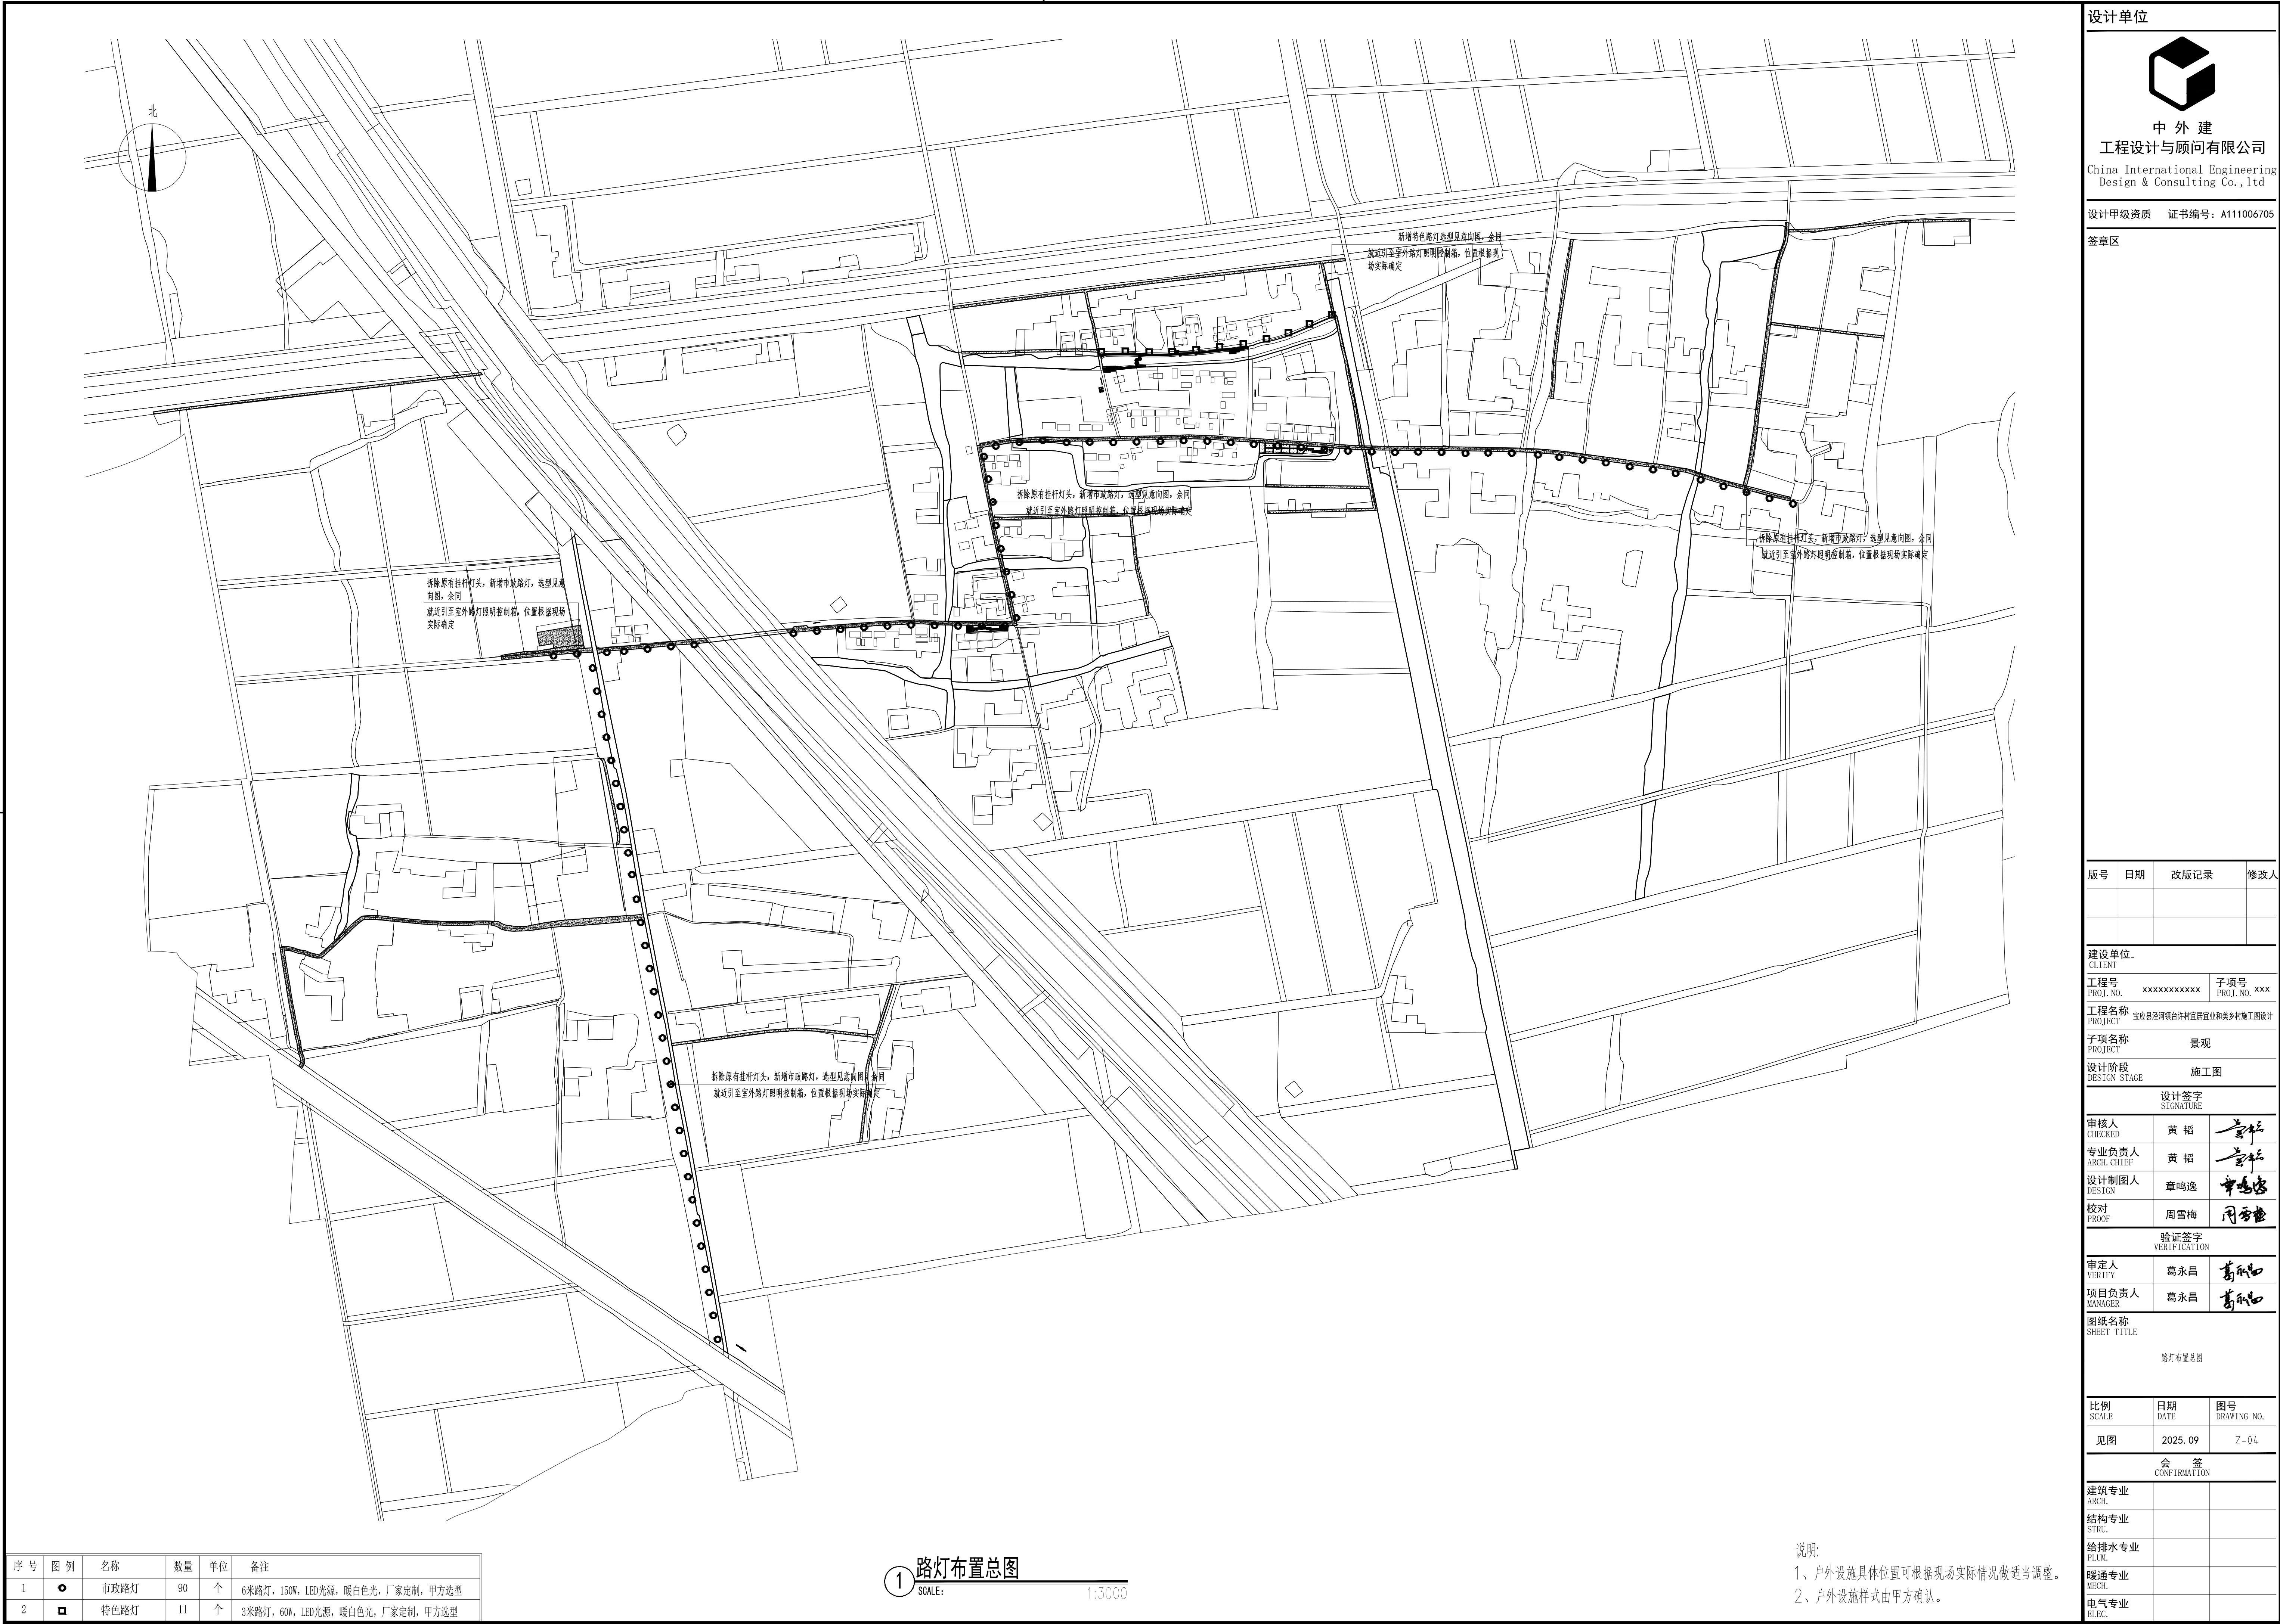 北
新增特色路灯选型见意向图，余同
就近引至室外路灯照明控制箱，位置根据现
场实际确定
拆除原有挂杆灯头，新增市政路灯，选型见意向图，余同
就近引至室外路灯照明控制箱，位置根据现场实际确定
拆除原有挂杆灯头，新增市政路灯，选型见意向图，余同
就近引至室外路灯照明控制箱，位置根据现场实际确定
拆除原有挂杆灯头，新增市政路灯，选型见意
向图，余同
就近引至室外路灯照明控制箱，位置根据现场
实际确定
拆除原有挂杆灯头，新增市政路灯，选型见意向图，余同
就近引至室外路灯照明控制箱，位置根据现场实际确定
序 号 图 例 名称 数量 单位 备注
1 市政路灯 90 个 6米路灯，150W，LED光源，暖白色光，厂家定制，甲方选型
2 特色路灯 11 个 3米路灯，60W，LED光源，暖白色光，厂家定制，甲方选型
1 路灯布置总图
SCALE: 1:3000
说明:
1、户外设施具体位置可根据现场实际情况做适当调整。
2、户外设施样式由甲方确认。
设计单位
中 外 建
工程设计与顾问有限公司
China International Engineering
Design & Consulting Co.,ltd
设计甲级资质 证书编号: A111006705
签章区
版号 日期 改版记录 修改人
建设单位
CLIENT
工程号 xxxxxxxxxxx 子项号 xxx
PROJ. NO. PROJ. NO.
工程名称 宝应县泾河镇台许村宜居宜业和美乡村施工图设计
PROJECT
子项名称 景观
PROJECT
设计阶段 施工图
DESIGN STAGE
设计签字
SIGNATURE
审核人 黄 韬
CHECKED
专业负责人 黄 韬
ARCH. CHIEF
设计制图人 章鸣逸 章鸣逸
DESIGN
校对 周雪梅 周雪梅
PROOF
验证签字
VERIFICATION
审定人 葛永昌 葛永昌
VERIFY
项目负责人 葛永昌 葛永昌
MANAGER
图纸名称
SHEET TITLE
路灯布置总图
比例 日期 图号
SCALE DATE DRAWING NO.
见图 2025.09 Z-04
会 签
CONFIRMATION
建筑专业
ARCH.
结构专业
STRU.
给排水专业
PLUM.
暖通专业
MECH.
电气专业
ELEC.